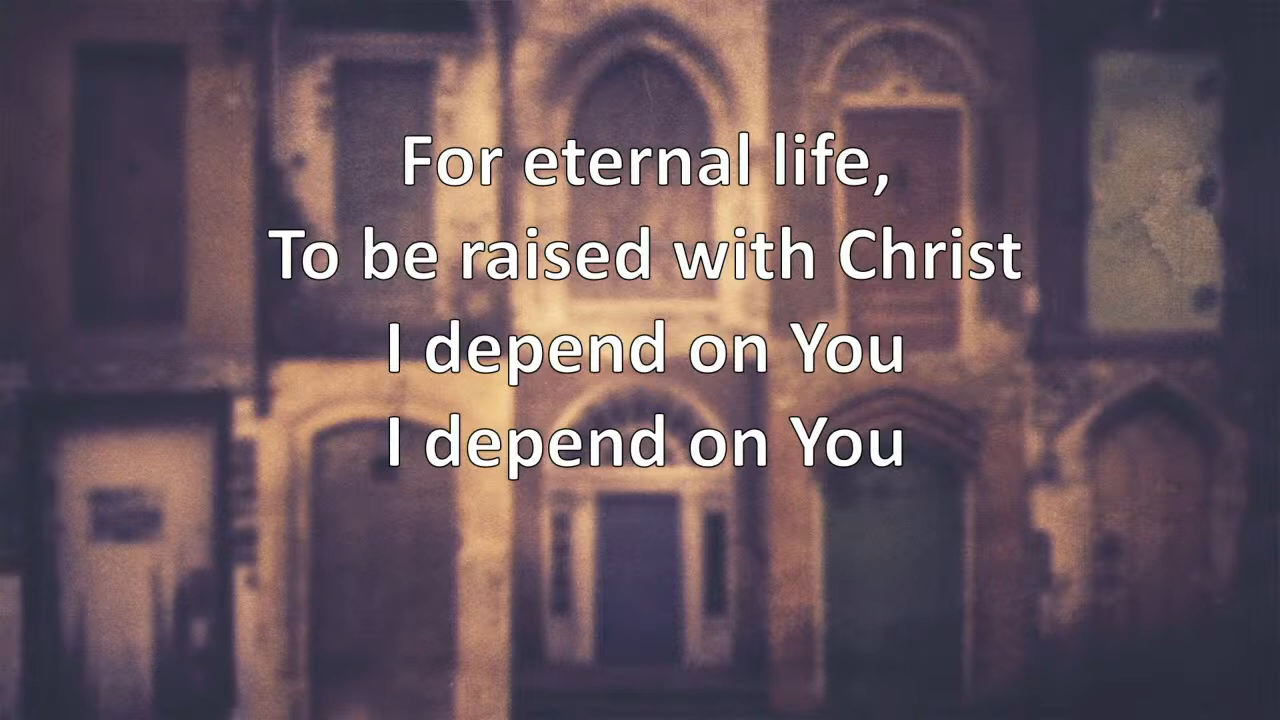 For eternal life,
To be raised with Christ
I depend on You
I depend on You